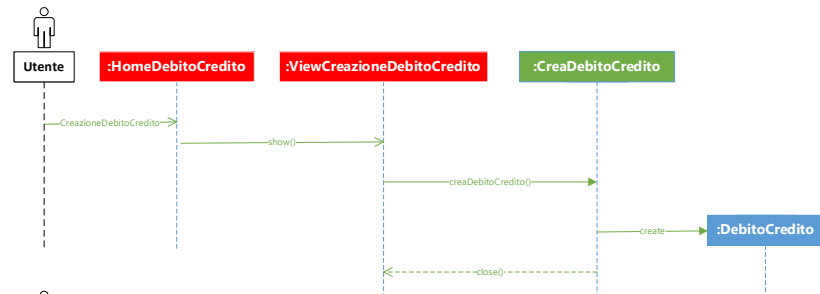 Utente
:HomeDebitoCredito
:ViewCreazioneDebitoCredito
:CreaDebitoCredito
CreazioneDebitoCredito
show()
creaDebitoCredito()
create
:DebitoCredito
close()